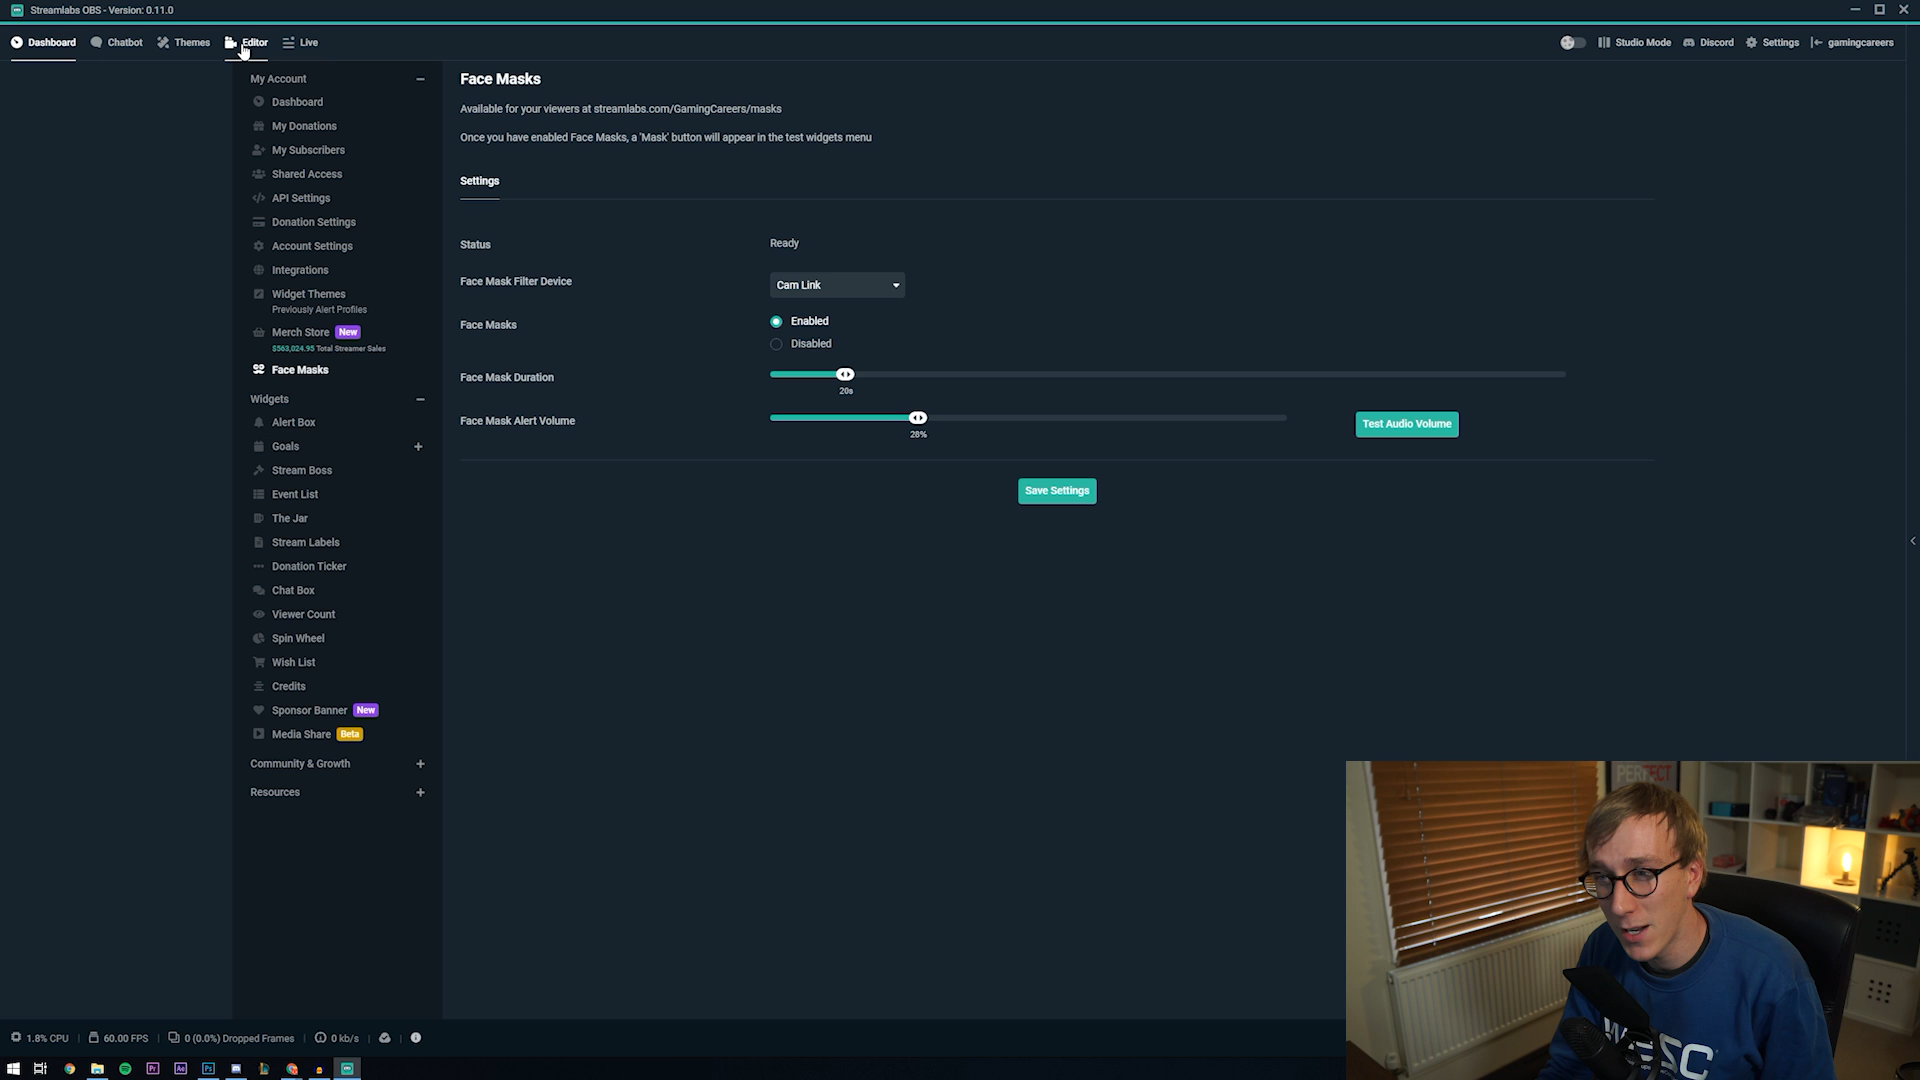 Streamlabs OBS - Version: 0.11.0
Dashboard
Chatbot
Themes
Editor
Live
Studio Mode
Discord
Settings
gamingcareers
My Account
Dashboard
My Donations
My Subscribers
Shared Access
API Settings
Donation Settings
Account Settings
Integrations
Widget Themes
Previously Alert Profiles
Merch Store New
$563,024.95 Total Streamer Sales
Face Masks
Widgets
Alert Box
Goals
Stream Boss
Event List
The Jar
Stream Labels
Donation Ticker
Chat Box
Viewer Count
Spin Wheel
Wish List
Credits
Sponsor Banner New
Media Share Beta
Community & Growth
Resources
Face Masks
Available for your viewers at streamlabs.com/GamingCareers/masks
Once you have enabled Face Masks, a 'Mask' button will appear in the test widgets menu
Settings
Status Ready
Face Mask Filter Device Cam Link
Face Masks Enabled
Disabled
Face Mask Duration
20s
Face Mask Alert Volume
28%
Test Audio Volume
Save Settings
PERFECT
1.8% CPU
60.00 FPS
0 (0.0%) Dropped Frames
0 kb/s
Pr
Ae
Ps